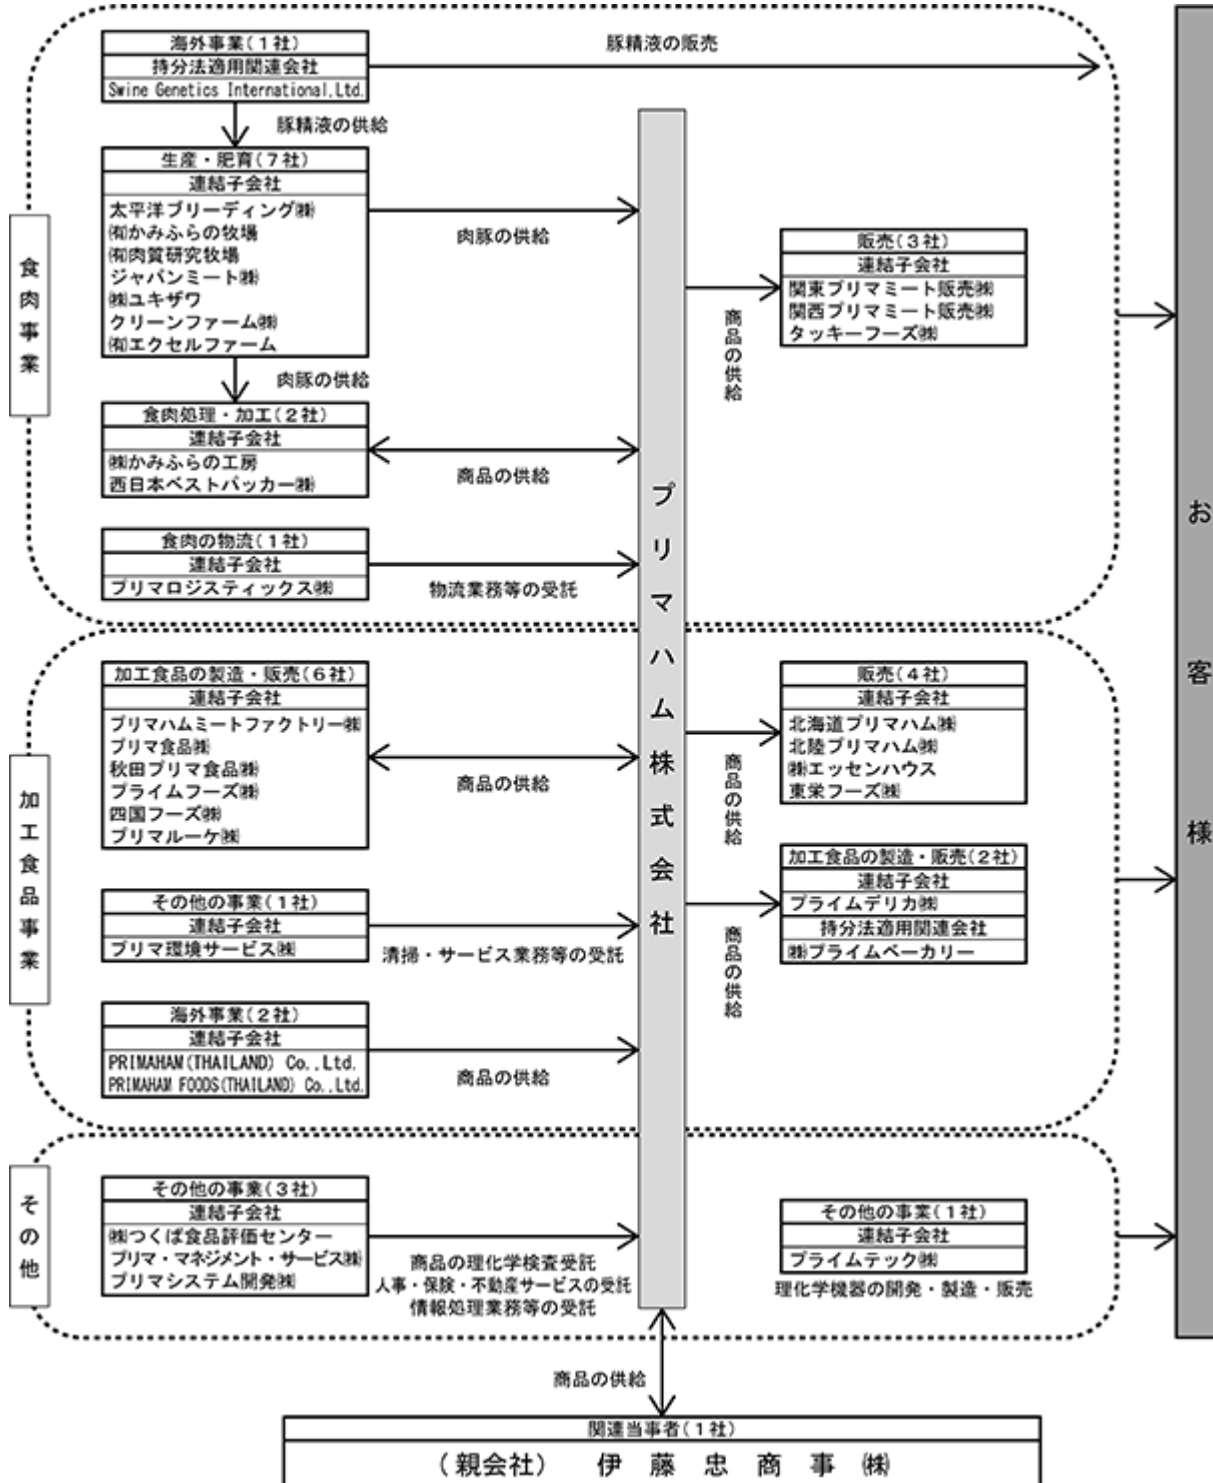 海外事業(1社)
持分法適用関連会社
Swine Genetics International,Ltd.
豚精液の販売
豚精液の供給
生産・肥育(7社)
連結子会社
太平洋ブリーディング㈱
㈲かみふらの牧場
㈲肉質研究牧場
ジャパンミート㈱
㈱ユキザワ
クリーンファーム㈱
㈲エクセルファーム
肉豚の供給
肉豚の供給
食肉処理・加工(2社)
連結子会社
㈱かみふらの工房
西日本ベストパッカー㈱
商品の供給
食肉の物流(1社)
連結子会社
プリマロジスティックス㈱
物流業務等の受託
販売(3社)
連結子会社
関東プリマミート販売㈱
関西プリマミート販売㈱
タッキーフーズ㈱
商品の供給
食肉事業
プリマハム株式会社
お客様
加工食品事業
加工食品の製造・販売(6社)
連結子会社
プリマハムミートファクトリー㈱
プリマ食品㈱
秋田プリマ食品㈱
プライムフーズ㈱
四国フーズ㈱
プリマルーケ㈱
商品の供給
その他の事業(1社)
連結子会社
プリマ環境サービス㈱
清掃・サービス業務等の受託
海外事業(2社)
連結子会社
PRIMAHAM(THAILAND) Co.,Ltd.
PRIMAHAM FOODS(THAILAND) Co.,Ltd.
商品の供給
販売(4社)
連結子会社
北海道プリマハム㈱
北陸プリマハム㈱
㈱エッセンハウス
東栄フーズ㈱
商品の供給
加工食品の製造・販売(2社)
連結子会社
プライムデリカ㈱
持分法適用関連会社
㈱プライムベーカリー
商品の供給
その他
その他の事業(3社)
連結子会社
㈱つくば食品評価センター
プリマ・マネジメント・サービス㈱
プリマシステム開発㈱
商品の理化学検査受託
人事・保険・不動産サービスの受託
情報処理業務等の受託
その他の事業(1社)
連結子会社
プライムテック㈱
理化学機器の開発・製造・販売
商品の供給
関連当事者(1社)
(親会社) 伊藤忠商事㈱